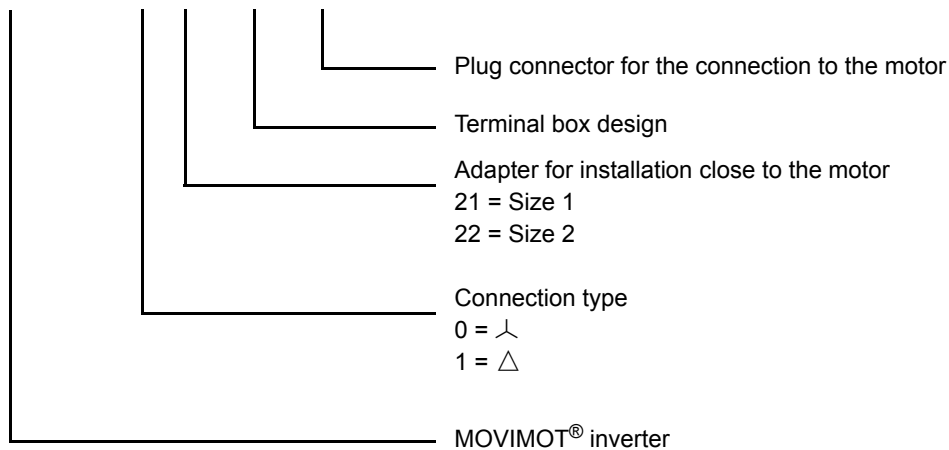 Plug connector for the connection to the motor
Terminal box design
Adapter for installation close to the motor
21 = Size 1
22 = Size 2
Connection type
0 = ⅄
1 = △
MOVIMOT® inverter